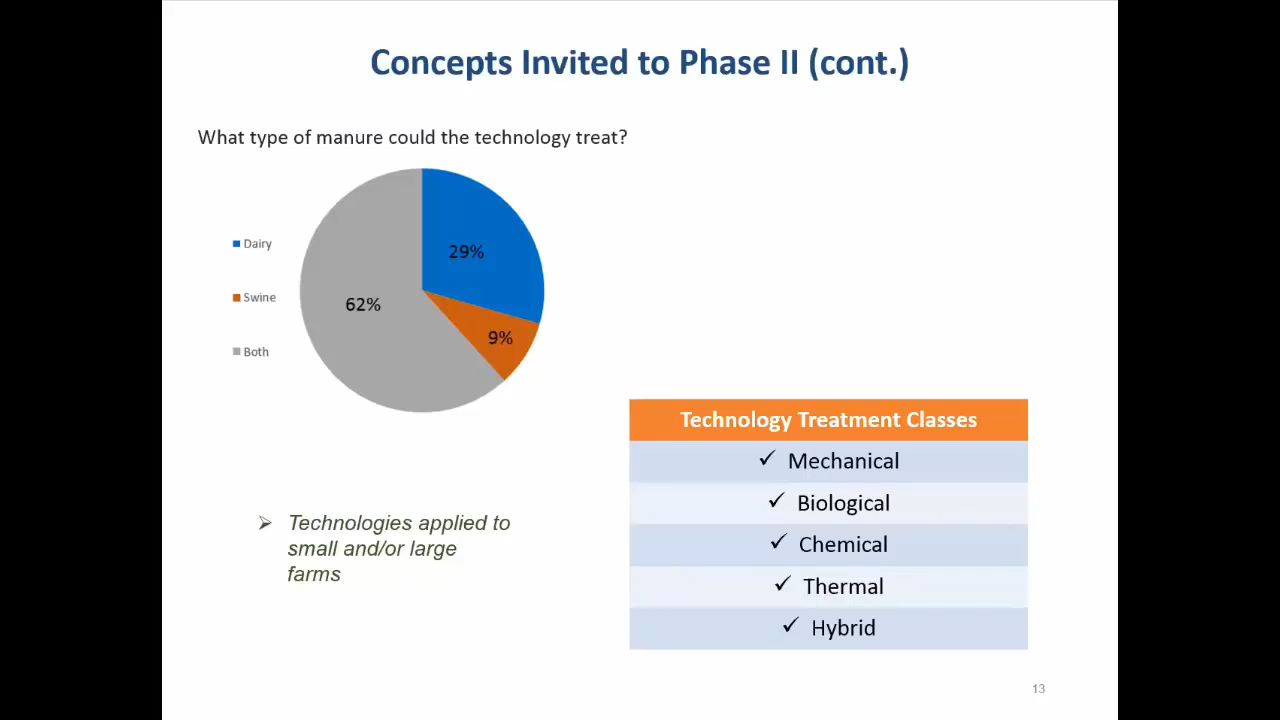 Concepts Invited to Phase II (cont.)
What type of manure could the technology treat?
Dairy
Swine
Both
29%
9%
62%
➢ Technologies applied to
small and/or large
farms
Technology Treatment Classes
✓ Mechanical
✓ Biological
✓ Chemical
✓ Thermal
✓ Hybrid
13